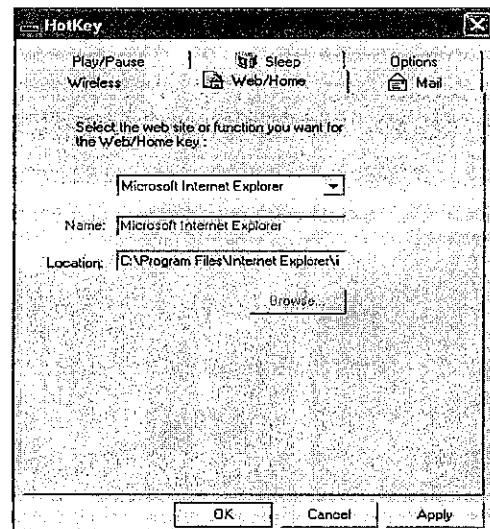 HotKey
Play/Pause Sleep Options
Wireless Web/Home Mail
Select the web site or function you want for
the Web/Home key :
Microsoft Internet Explorer
Name: Microsoft Internet Explorer
Location: C:\Program Files\Internet Explorer\i
Browse...
OK Cancel Apply